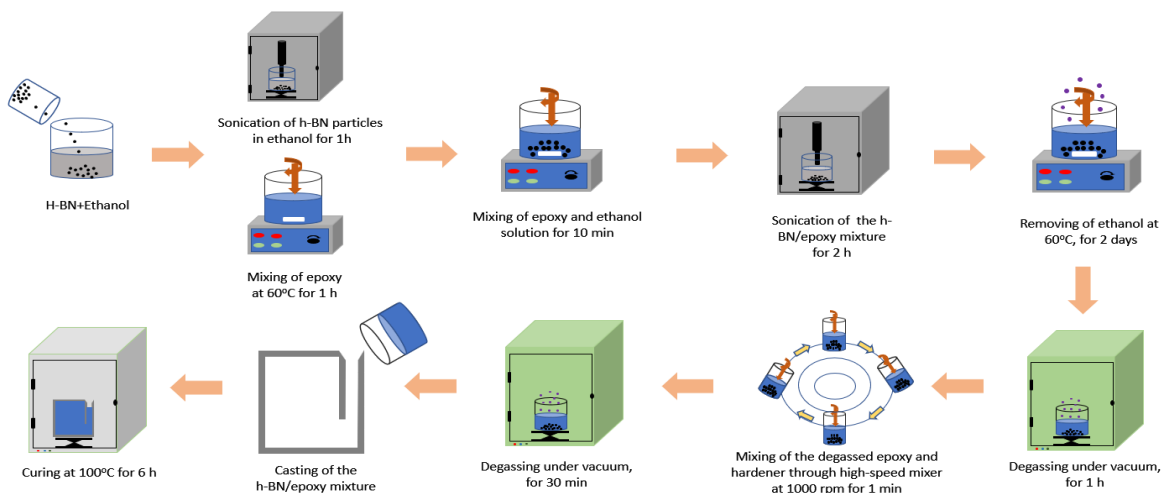 H-BN+Ethanol
Sonication of h-BN particles
in ethanol for 1h
Mixing of epoxy
at 60°C for 1 h
Mixing of epoxy and ethanol
solution for 10 min
Sonication of the h-
BN/epoxy mixture
for 2 h
Removing of ethanol at
60°C, for 2 days
Degassing under vacuum,
for 1 h
Mixing of the degassed epoxy and
hardener through high-speed mixer
at 1000 rpm for 1 min
Degassing under vacuum,
for 30 min
Casting of the
h-BN/epoxy mixture
Curing at 100°C for 6 h